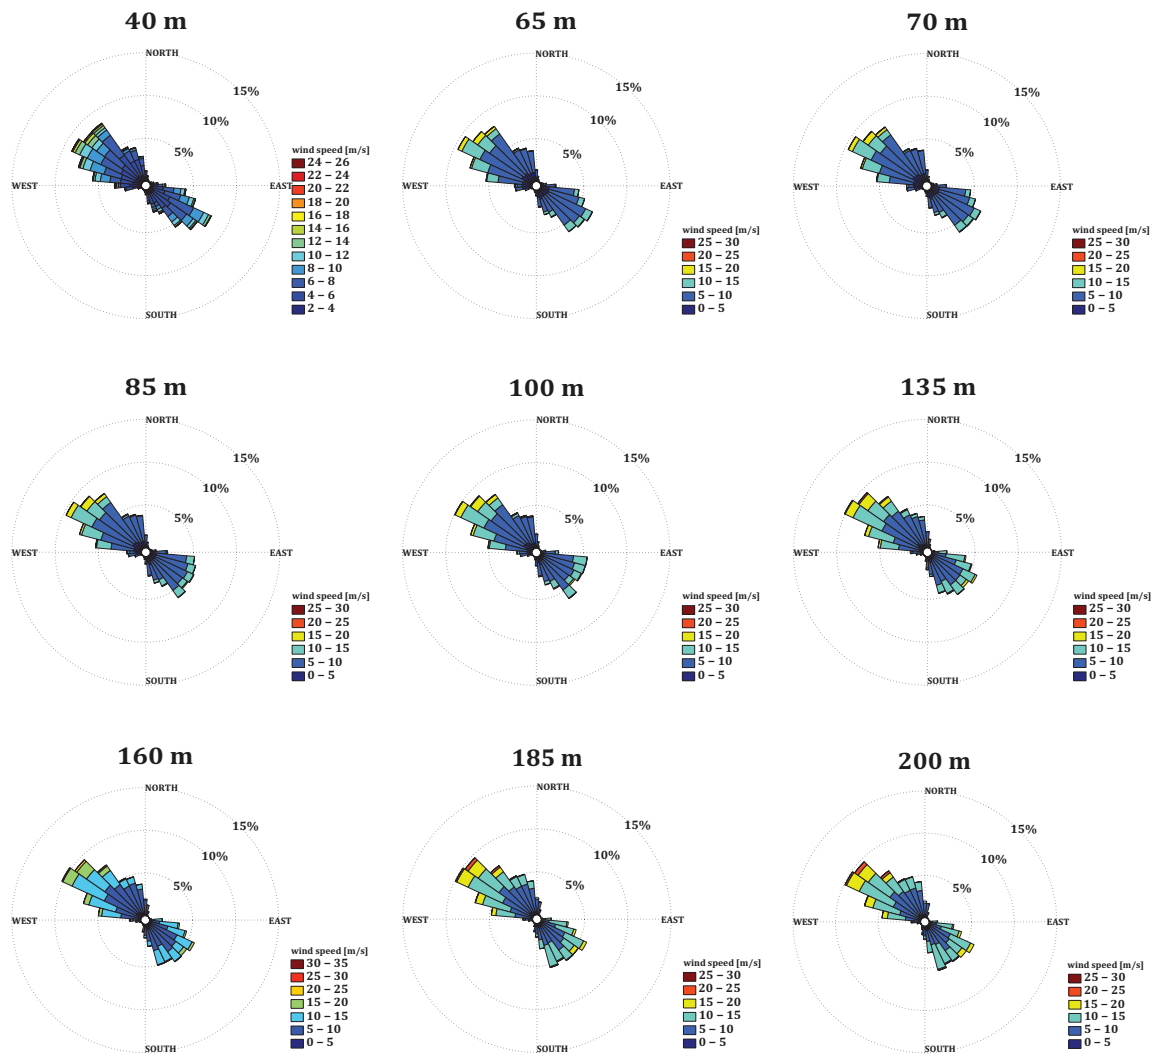 40 m
NORTH
15%
10%
5%
WEST
EAST
SOUTH
wind speed [m/s]
24 – 26
22 – 24
20 – 22
18 – 20
16 – 18
14 – 16
12 – 14
10 – 12
8 – 10
6 – 8
4 – 6
2 – 4
65 m
NORTH
15%
10%
5%
WEST
EAST
SOUTH
wind speed [m/s]
25 – 30
20 – 25
15 – 20
10 – 15
5 – 10
0 – 5
70 m
NORTH
15%
10%
5%
WEST
EAST
SOUTH
wind speed [m/s]
25 – 30
20 – 25
15 – 20
10 – 15
5 – 10
0 – 5
85 m
NORTH
15%
10%
5%
WEST
EAST
SOUTH
wind speed [m/s]
25 – 30
20 – 25
15 – 20
10 – 15
5 – 10
0 – 5
100 m
NORTH
15%
10%
5%
WEST
EAST
SOUTH
wind speed [m/s]
25 – 30
20 – 25
15 – 20
10 – 15
5 – 10
0 – 5
135 m
NORTH
15%
10%
5%
WEST
EAST
SOUTH
wind speed [m/s]
25 – 30
20 – 25
15 – 20
10 – 15
5 – 10
0 – 5
160 m
NORTH
15%
10%
5%
WEST
EAST
SOUTH
wind speed [m/s]
30 – 35
25 – 30
20 – 25
15 – 20
10 – 15
5 – 10
0 – 5
185 m
NORTH
15%
10%
5%
WEST
EAST
SOUTH
wind speed [m/s]
25 – 30
20 – 25
15 – 20
10 – 15
5 – 10
0 – 5
200 m
NORTH
15%
10%
5%
WEST
EAST
SOUTH
wind speed [m/s]
25 – 30
20 – 25
15 – 20
10 – 15
5 – 10
0 – 5